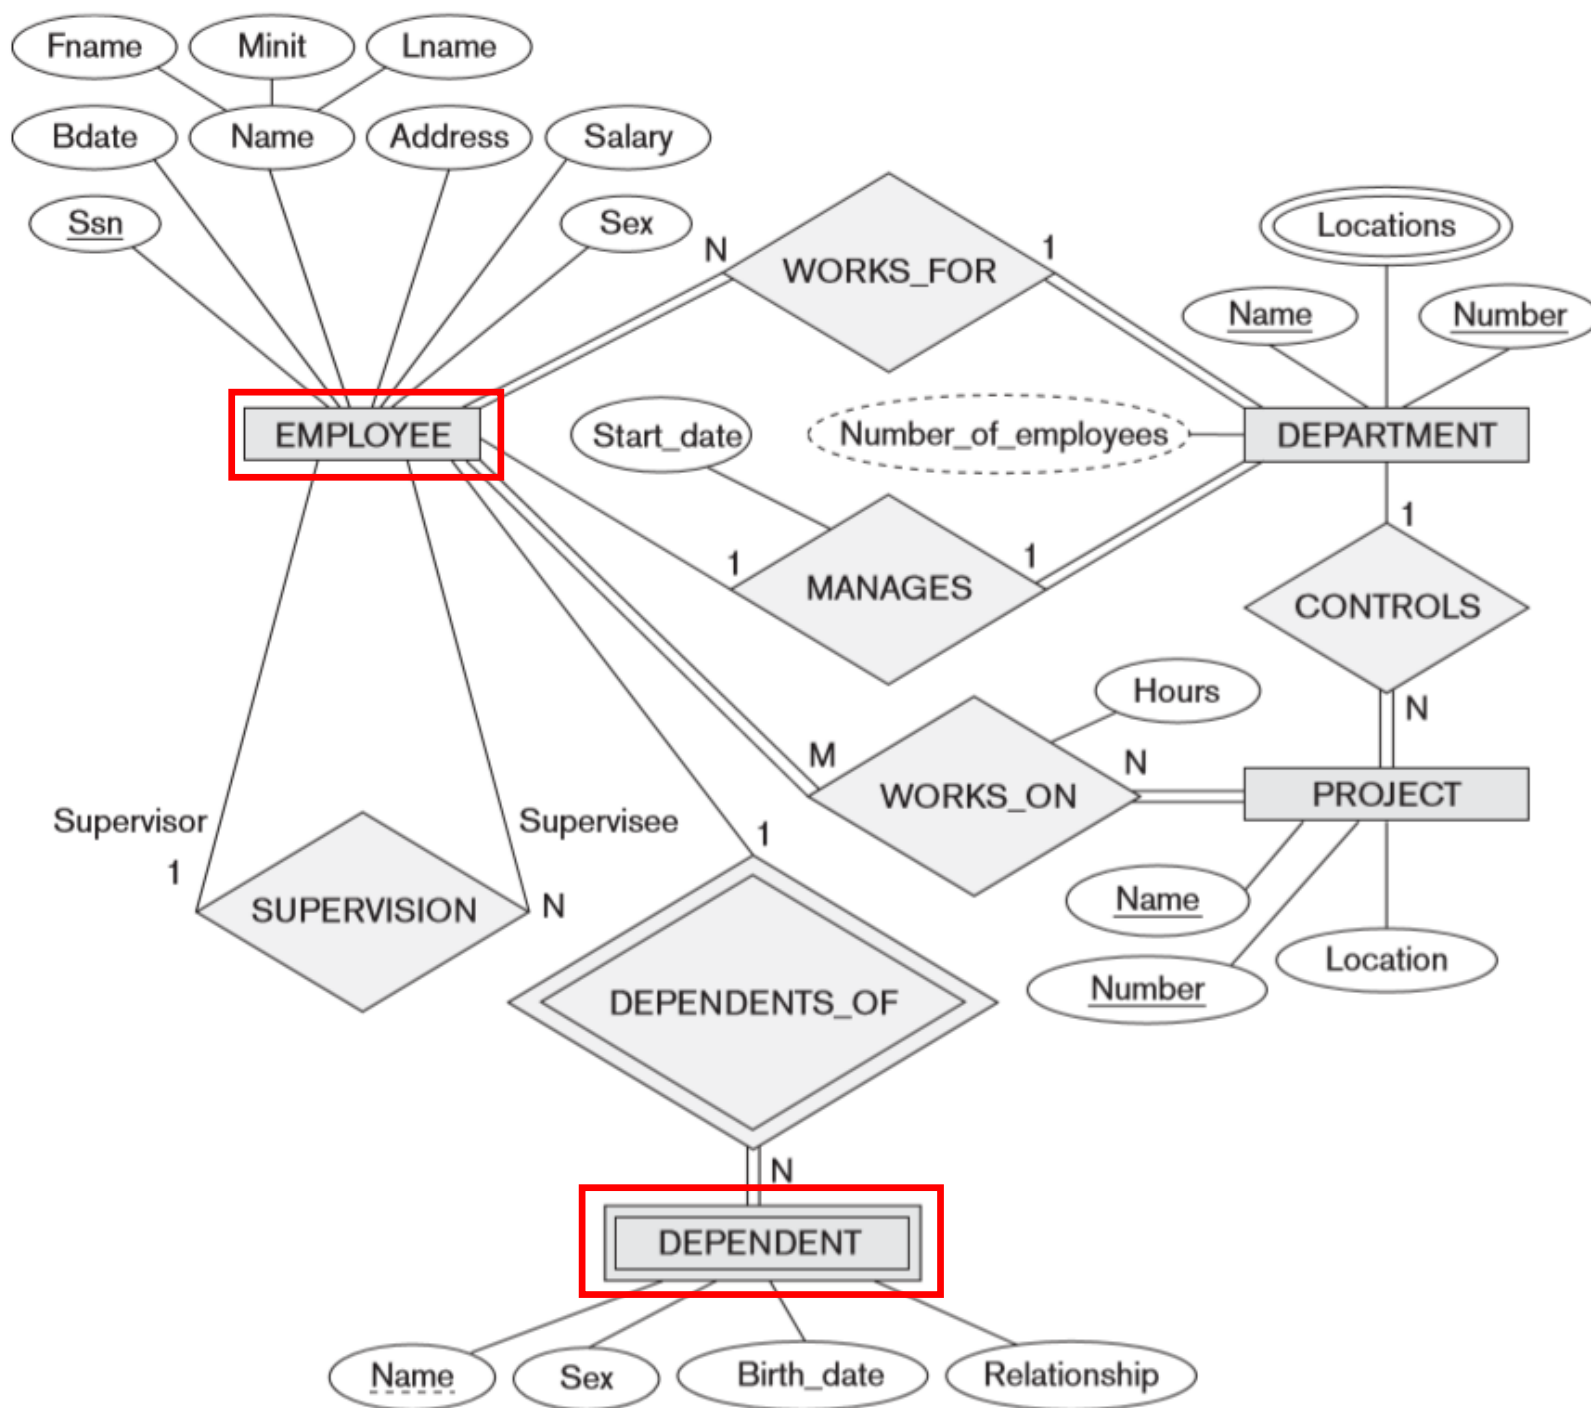 Fname Minit Lname
Bdate Name Address Salary
Ssn Sex
N WORKS_FOR 1
Locations
Name Number
EMPLOYEE Start_date Number_of_employees DEPARTMENT
1 MANAGES 1
1
CONTROLS
N
Hours
M WORKS_ON N
PROJECT
Name
Number
Location
Supervisor Supervisee
1 SUPERVISION N
1
DEPENDENTS_OF
N
DEPENDENT
Name Sex Birth_date Relationship